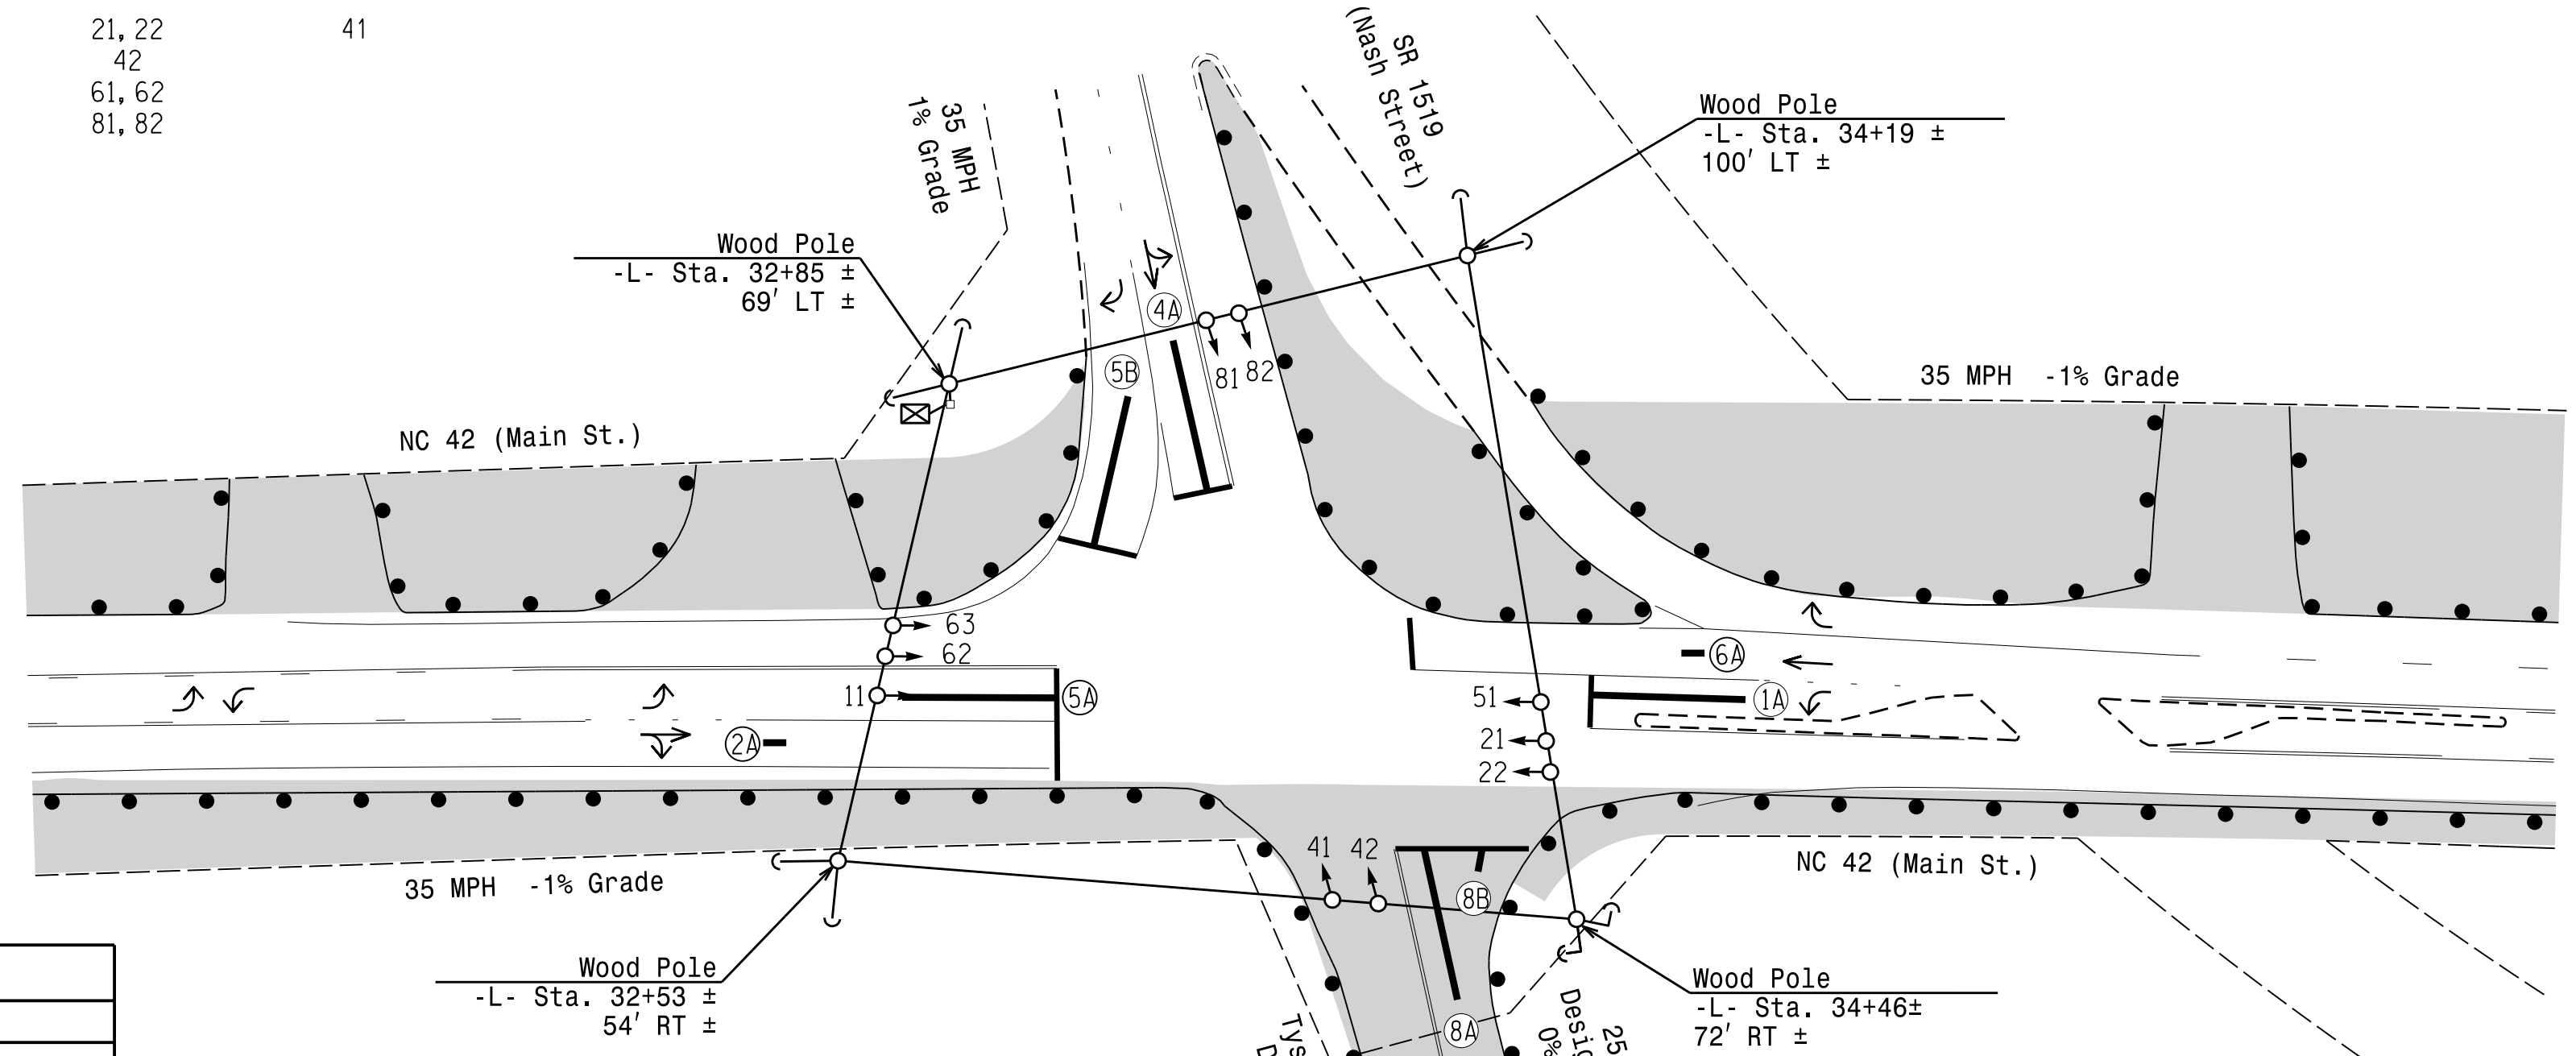 21, 22 41
42
61, 62
81, 82
SR 1519
(Nash Street)
35 MPH
1% Grade
Wood Pole
-L- Sta. 34+19 ±
100' LT ±
Wood Pole
-L- Sta. 32+85 ±
69' LT ±
4A
5B
81 82
35 MPH -1% Grade
NC 42 (Main St.)
63
62
11
5A
2A
6A
1A
51
21
22
41 42
8B
8A
NC 42 (Main St.)
35 MPH -1% Grade
Wood Pole
-L- Sta. 32+53 ±
54' RT ±
Wood Pole
-L- Sta. 34+46±
72' RT ±
25
0%